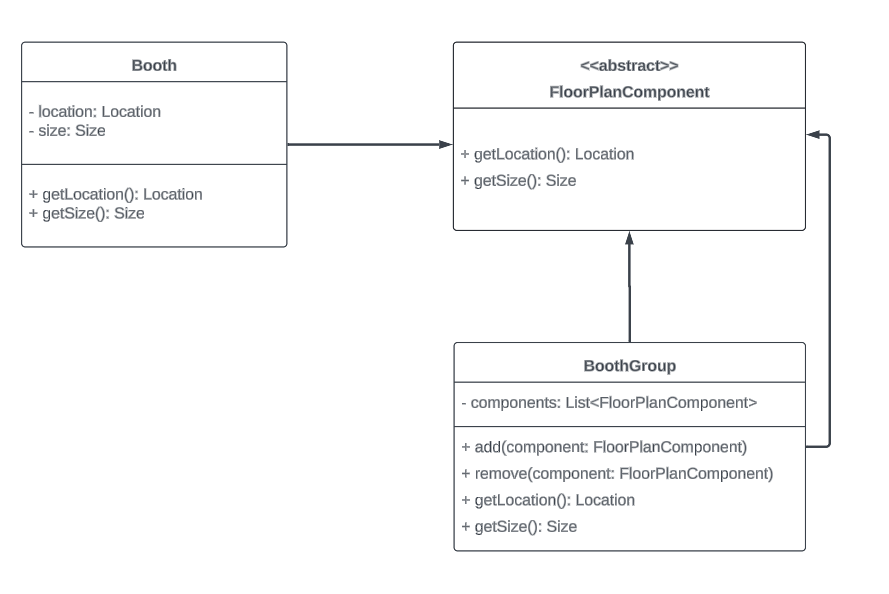 Booth
- location: Location
- size: Size
+ getLocation(): Location
+ getSize(): Size
<<abstract>>
FloorPlanComponent
+ getLocation(): Location
+ getSize(): Size
BoothGroup
- components: List<FloorPlanComponent>
+ add(component: FloorPlanComponent)
+ remove(component: FloorPlanComponent)
+ getLocation(): Location
+ getSize(): Size